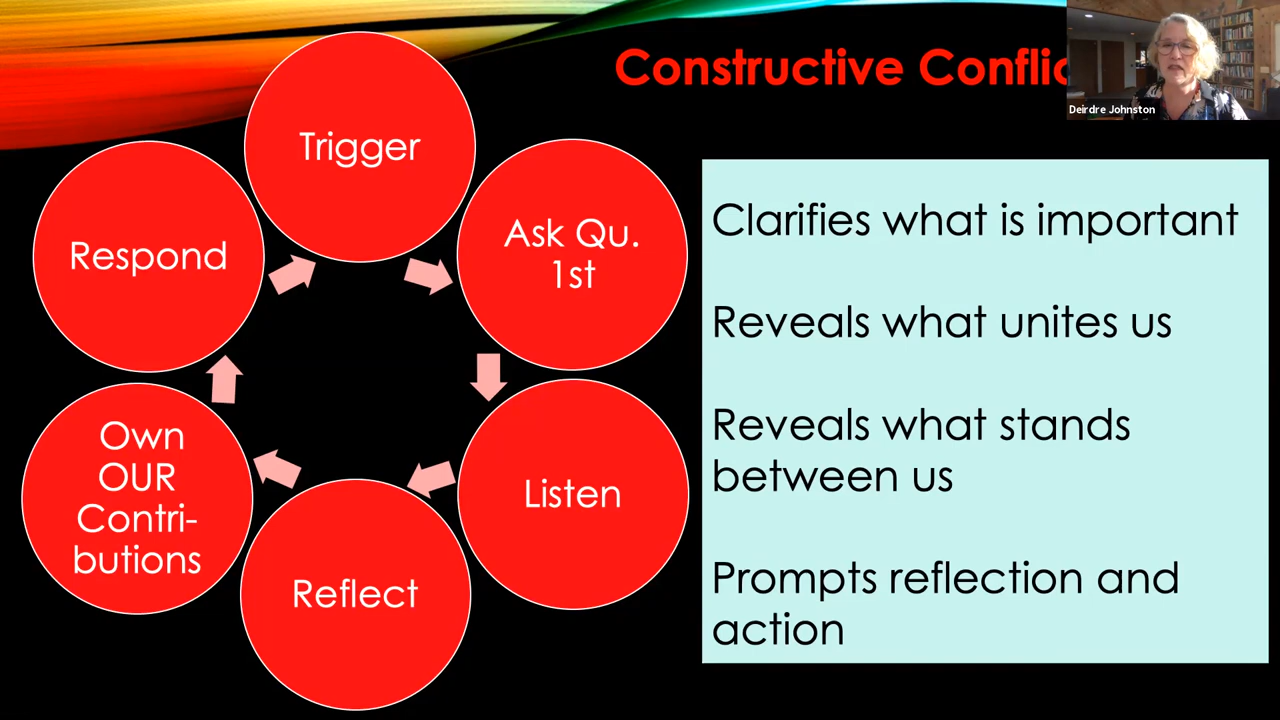 Constructive Conflic
Deirdre Johnston
Trigger
Ask Qu.
1st
Listen
Reflect
Own
OUR
Contri-
butions
Respond
Clarifies what is important
Reveals what unites us
Reveals what stands
between us
Prompts reflection and
action